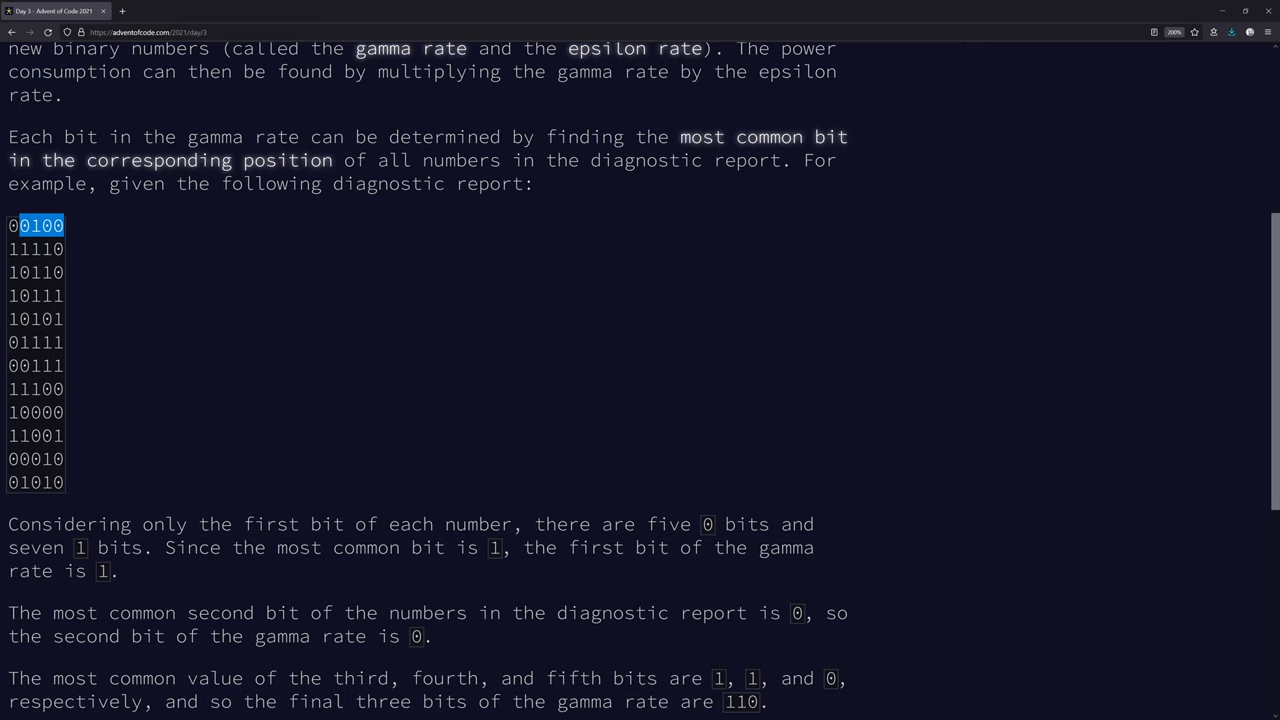 Day 3 - Advent of Code 2021
https://adventofcode.com/2021/day/3
200%
new binary numbers (called the gamma rate and the epsilon rate). The power
consumption can then be found by multiplying the gamma rate by the epsilon
rate.
Each bit in the gamma rate can be determined by finding the most common bit
in the corresponding position of all numbers in the diagnostic report. For
example, given the following diagnostic report:
00100
11110
10110
10111
10101
01111
00111
11100
10000
11001
00010
01010
Considering only the first bit of each number, there are five 0 bits and
seven 1 bits. Since the most common bit is 1, the first bit of the gamma
rate is 1.
The most common second bit of the numbers in the diagnostic report is 0, so
the second bit of the gamma rate is 0.
The most common value of the third, fourth, and fifth bits are 1, 1, and 0,
respectively, and so the final three bits of the gamma rate are 110.